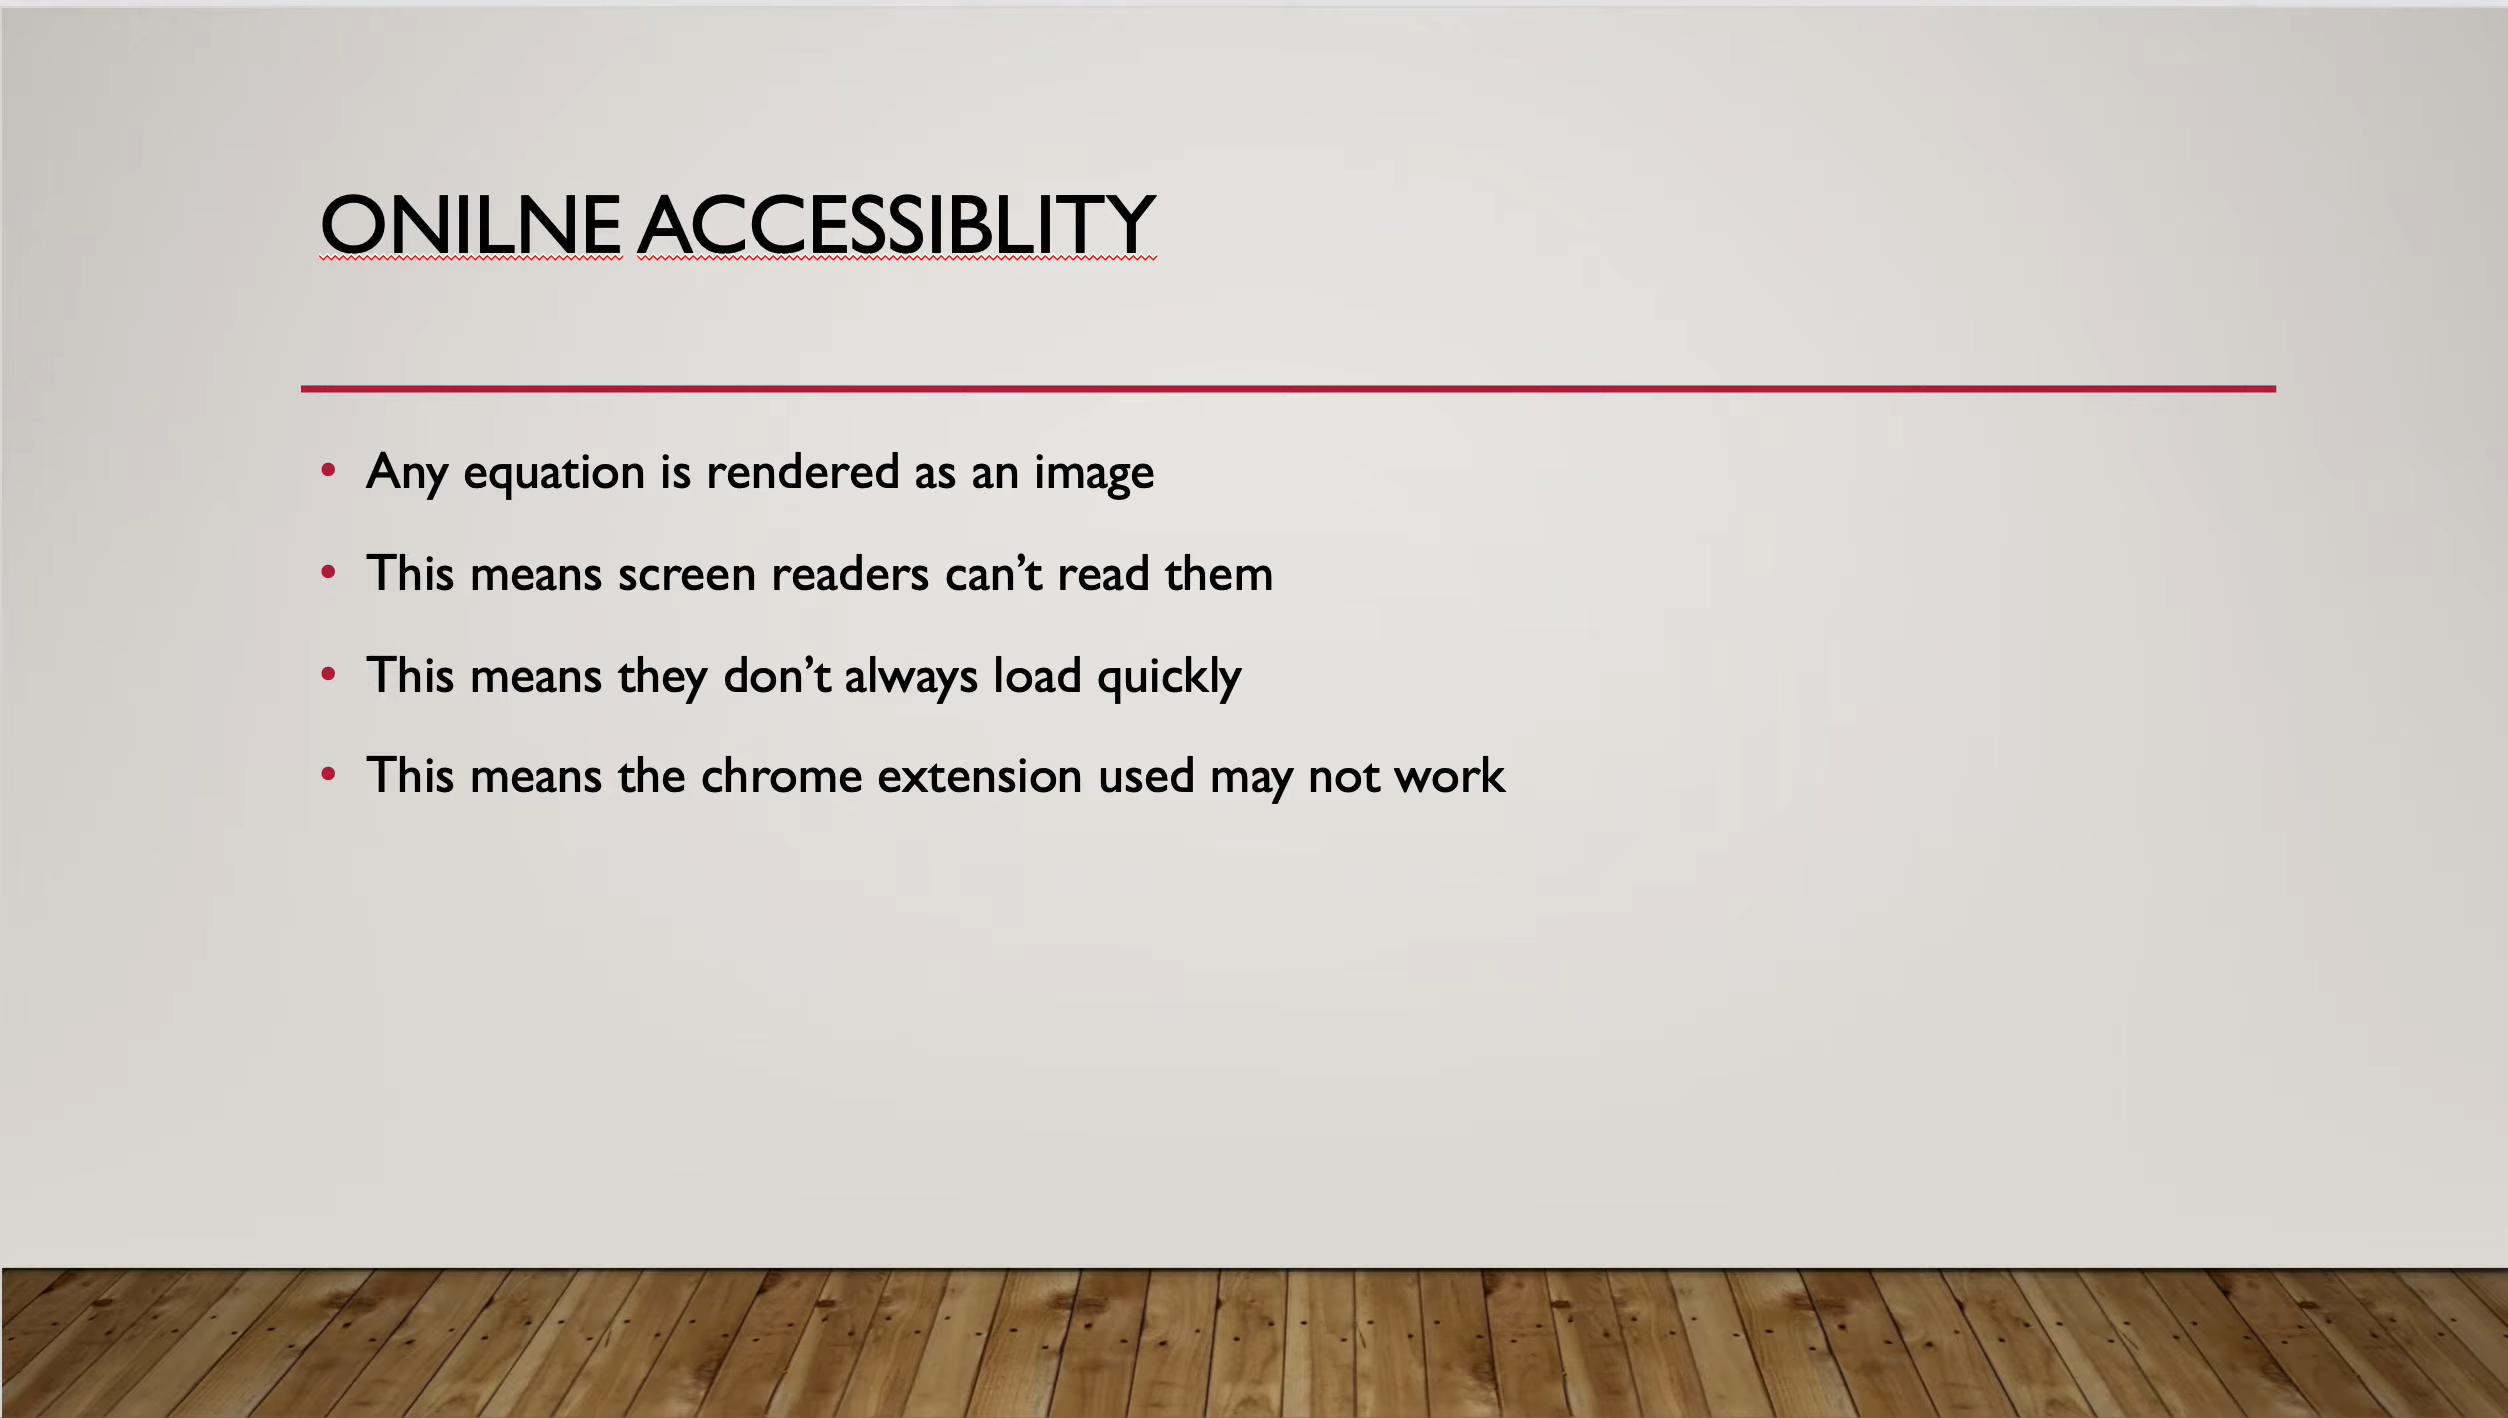 ONILNE ACCESSIBLITY
• Any equation is rendered as an image
• This means screen readers can’t read them
• This means they don’t always load quickly
• This means the chrome extension used may not work